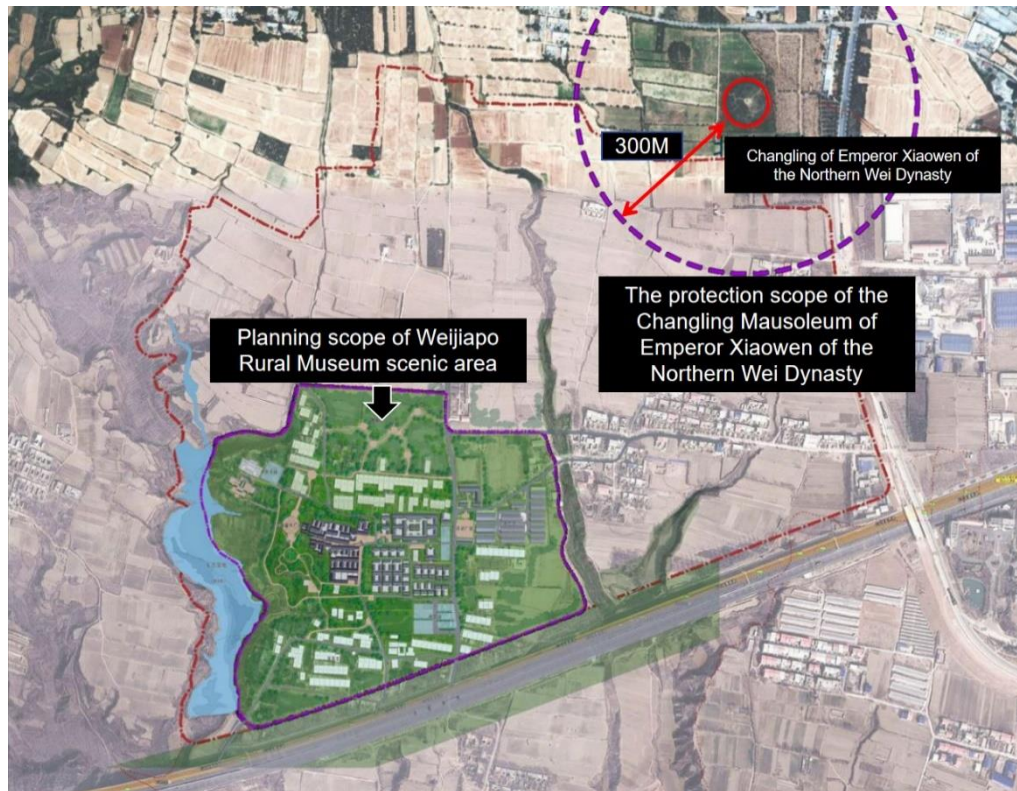 300M
Changling of Emperor Xiaowen of
the Northern Wei Dynasty
The protection scope of the
Changling Mausoleum of
Emperor Xiaowen of the
Northern Wei Dynasty
Planning scope of Weijiapo
Rural Museum scenic area